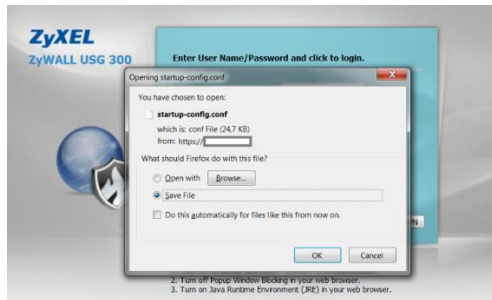 ZyXEL
ZyWALL USG 300
Enter User Name/Password and click to login.
Opening startup-config.conf
You have chosen to open:
startup-config.conf
which is: conf File (24,7 KB)
from: https://
What should Firefox do with this file?
Open with Browse...
Save File
Do this automatically for files like this from now on.
OK Cancel
2. Turn off Popup Window Blocking in your web browser.
3. Turn on Java Runtime Environment (JRE) in your web browser.